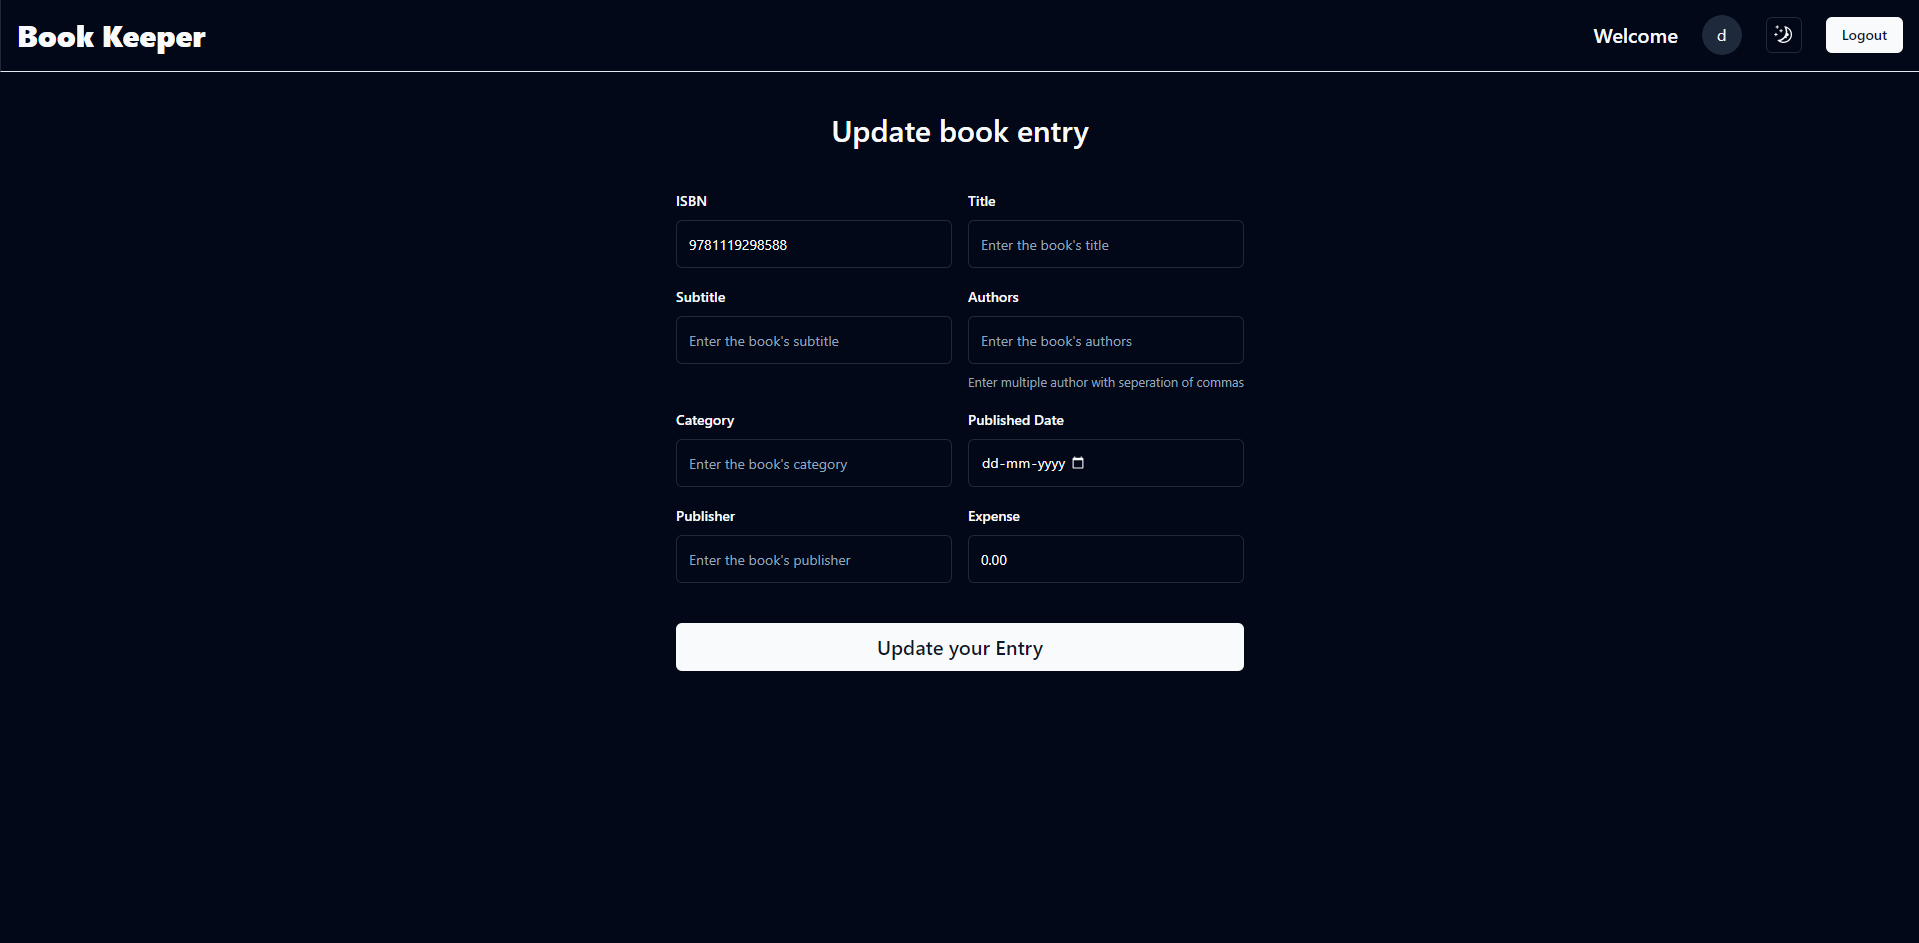 Book Keeper
Welcome
d
Logout
Update book entry
ISBN
Title
9781119298588
Enter the book's title
Subtitle
Authors
Enter the book's subtitle
Enter the book's authors
Enter multiple author with seperation of commas
Category
Published Date
Enter the book's category
dd-mm-yyyy
Publisher
Expense
Enter the book's publisher
0.00
Update your Entry